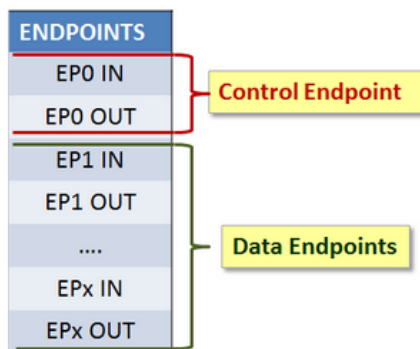 ENDPOINTS
EP0 IN
EP0 OUT
EP1 IN
EP1 OUT
....
EPx IN
EPx OUT
Control Endpoint
Data Endpoints